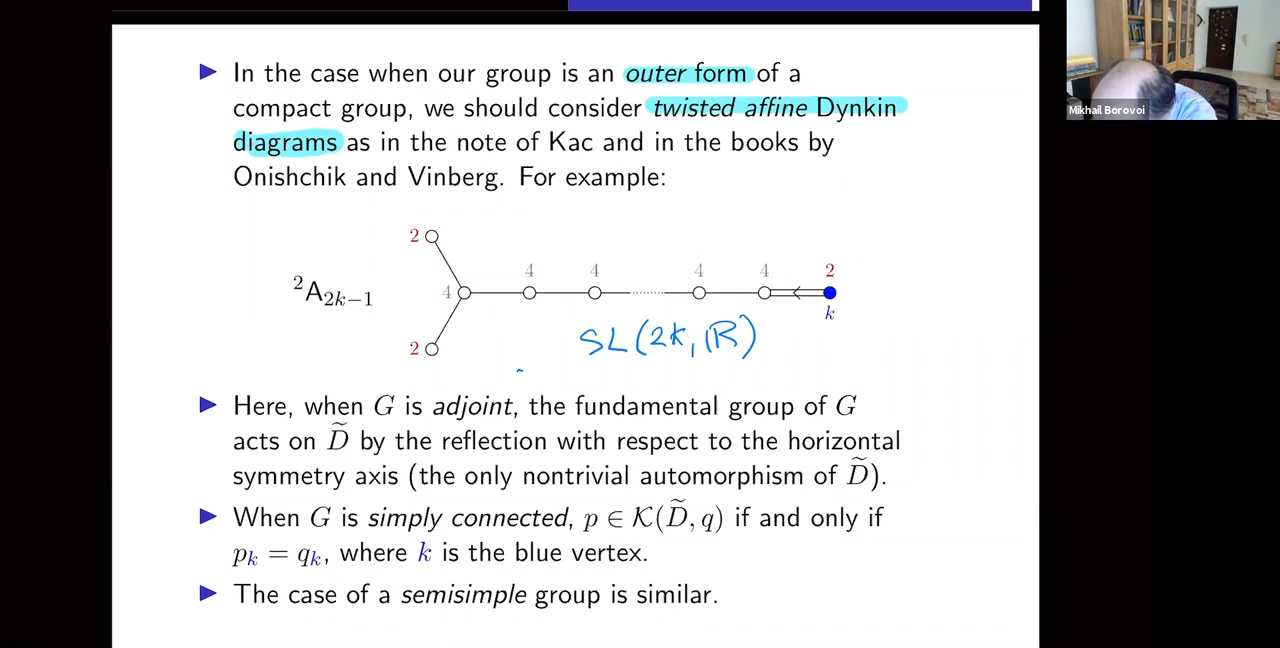 In the case when our group is an outer form of a
compact group, we should consider twisted affine Dynkin
diagrams as in the note of Kac and in the books by
Onishchik and Vinberg. For example:
2
4 4 4 4 2
²A₂ₖ₋₁ 4
k
SL(2k, ℝ)
2
Here, when G is adjoint, the fundamental group of G
acts on D̃ by the reflection with respect to the horizontal
symmetry axis (the only nontrivial automorphism of D̃).
When G is simply connected, p ∈ 𝒦(D̃, q) if and only if
pₖ = qₖ, where k is the blue vertex.
The case of a semisimple group is similar.
Mikhail Borovoi